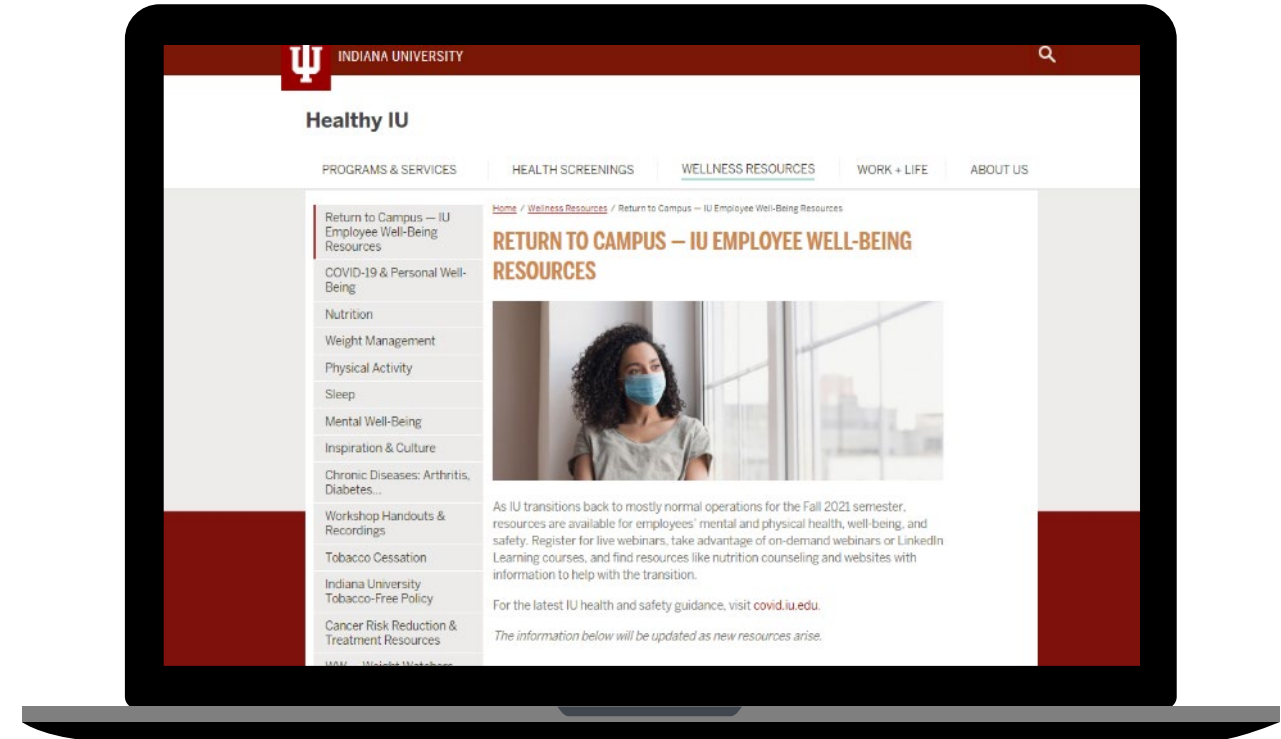 INDIANA UNIVERSITY
Healthy IU
PROGRAMS & SERVICES
HEALTH SCREENINGS
WELLNESS RESOURCES
WORK + LIFE
ABOUT US
Return to Campus — IU
Employee Well-Being
Resources
COVID-19 & Personal Well-
Being
Nutrition
Weight Management
Physical Activity
Sleep
Mental Well-Being
Inspiration & Culture
Chronic Diseases: Arthritis,
Diabetes...
Workshop Handouts &
Recordings
Tobacco Cessation
Indiana University
Tobacco-Free Policy
Cancer Risk Reduction &
Treatment Resources
WW — Weight Watchers
Home / Wellness Resources / Return to Campus — IU Employee Well-Being Resources
RETURN TO CAMPUS — IU EMPLOYEE WELL-BEING
RESOURCES
As IU transitions back to mostly normal operations for the Fall 2021 semester,
resources are available for employees' mental and physical health, well-being, and
safety. Register for live webinars, take advantage of on-demand webinars or LinkedIn
Learning courses, and find resources like nutrition counseling and websites with
information to help with the transition.
For the latest IU health and safety guidance, visit covid.iu.edu.
The information below will be updated as new resources arise.